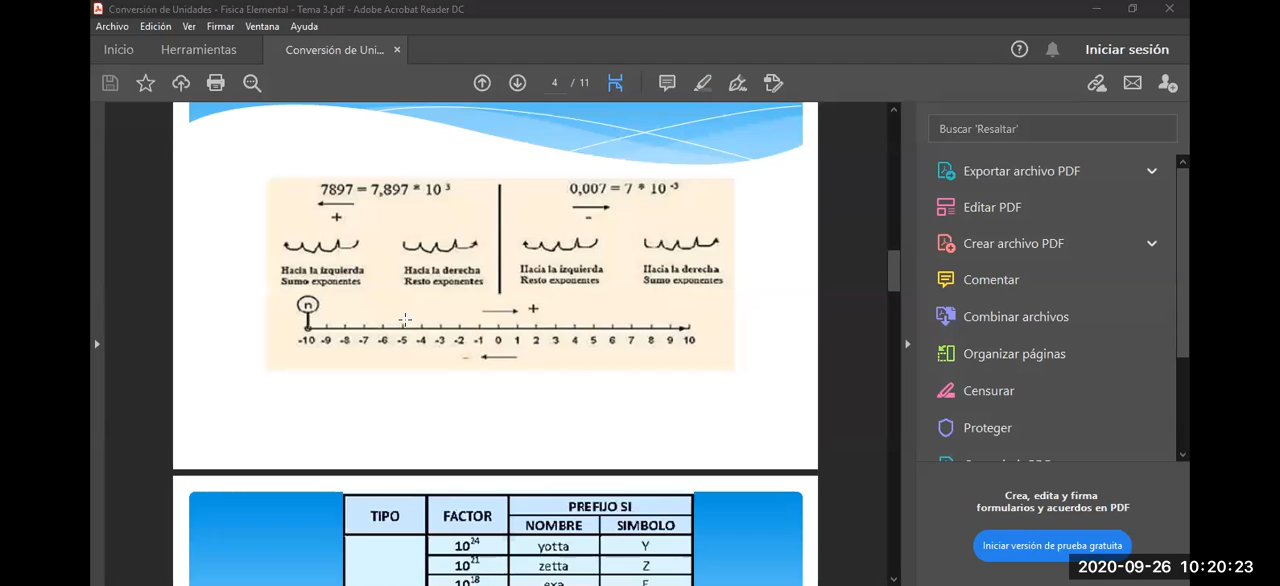 Conversión de Unidades - Fisica Elemental - Tema 3.pdf - Adobe Acrobat Reader DC
Archivo Edición Ver Firmar Ventana Ayuda
Inicio Herramientas Conversión de Uni... × Iniciar sesión
4 / 11
Buscar 'Resaltar'
Exportar archivo PDF
Editar PDF
Crear archivo PDF
Comentar
Combinar archivos
Organizar páginas
Censurar
Proteger
Crea, edita y firma
formularios y acuerdos en PDF
Iniciar versión de prueba gratuita
7897 = 7,897 * 10 ³
+
0,007 = 7 * 10 ⁻³
-
Hacia la izquierda
Sumo exponentes
Hacia la derecha
Resto exponentes
Hacia la izquierda
Resto exponentes
Hacia la derecha
Sumo exponentes
n
+
-10 -9 -8 -7 -6 -5 -4 -3 -2 -1 0 1 2 3 4 5 6 7 8 9 10
-
TIPO FACTOR PREFIJO SI
NOMBRE SIMBOLO
10²⁴ yotta Y
10²¹ zetta Z
10¹⁸ exa E
2020-09-26 10:20:23